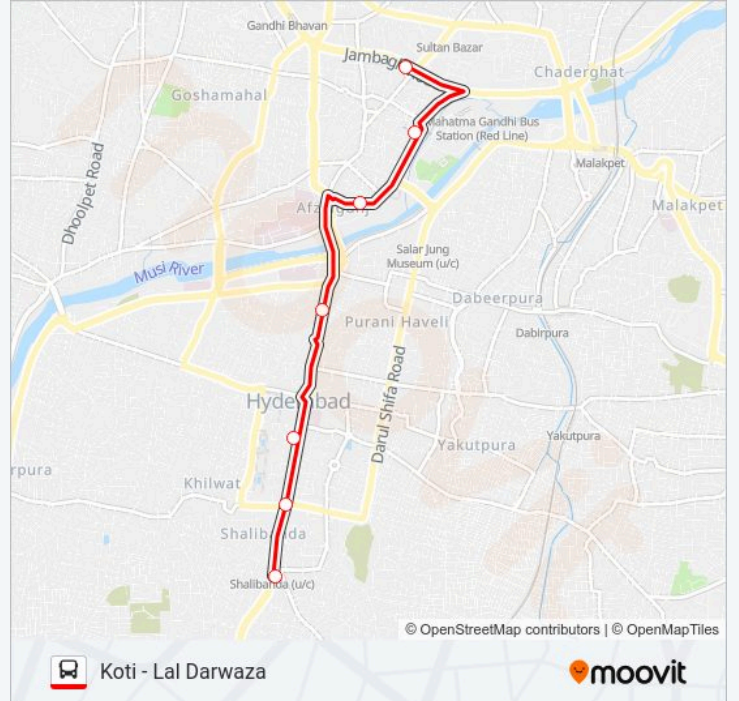 Gandhi Bhavan
Sultan Bazar
Jambag
Chaderghat
Goshamahal
Mahatma Gandhi Bus
Station (Red Line)
Malakpet
Dhoolpet Road
Malakpet
Afzalgunj
Salar Jung
Museum (u/c)
Musi River
Dabeerpura
Purani Haveli
Dabirpura
Darul Shifa Road
Hyderabad
Yakutpura
Yakutpura
rpura
Khilwat
Shalibanda
Shalibanda (u/c)
© OpenStreetMap contributors | © OpenMapTiles
Koti - Lal Darwaza
moovit